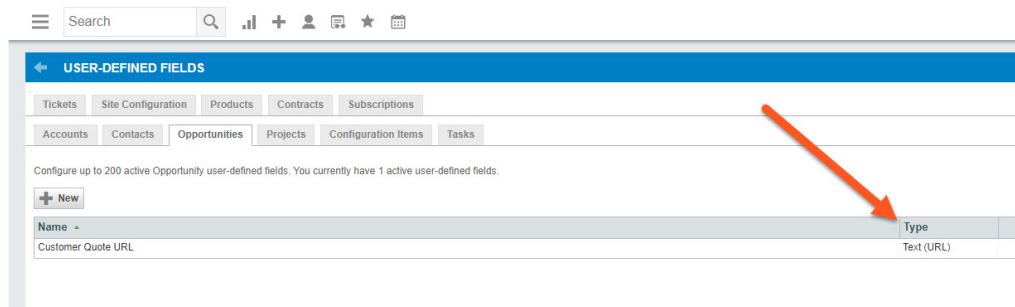 Search
USER-DEFINED FIELDS
Tickets Site Configuration Products Contracts Subscriptions
Accounts Contacts Opportunities Projects Configuration Items Tasks
Configure up to 200 active Opportunity user-defined fields. You currently have 1 active user-defined fields.
New
Name Type
Customer Quote URL Text (URL)